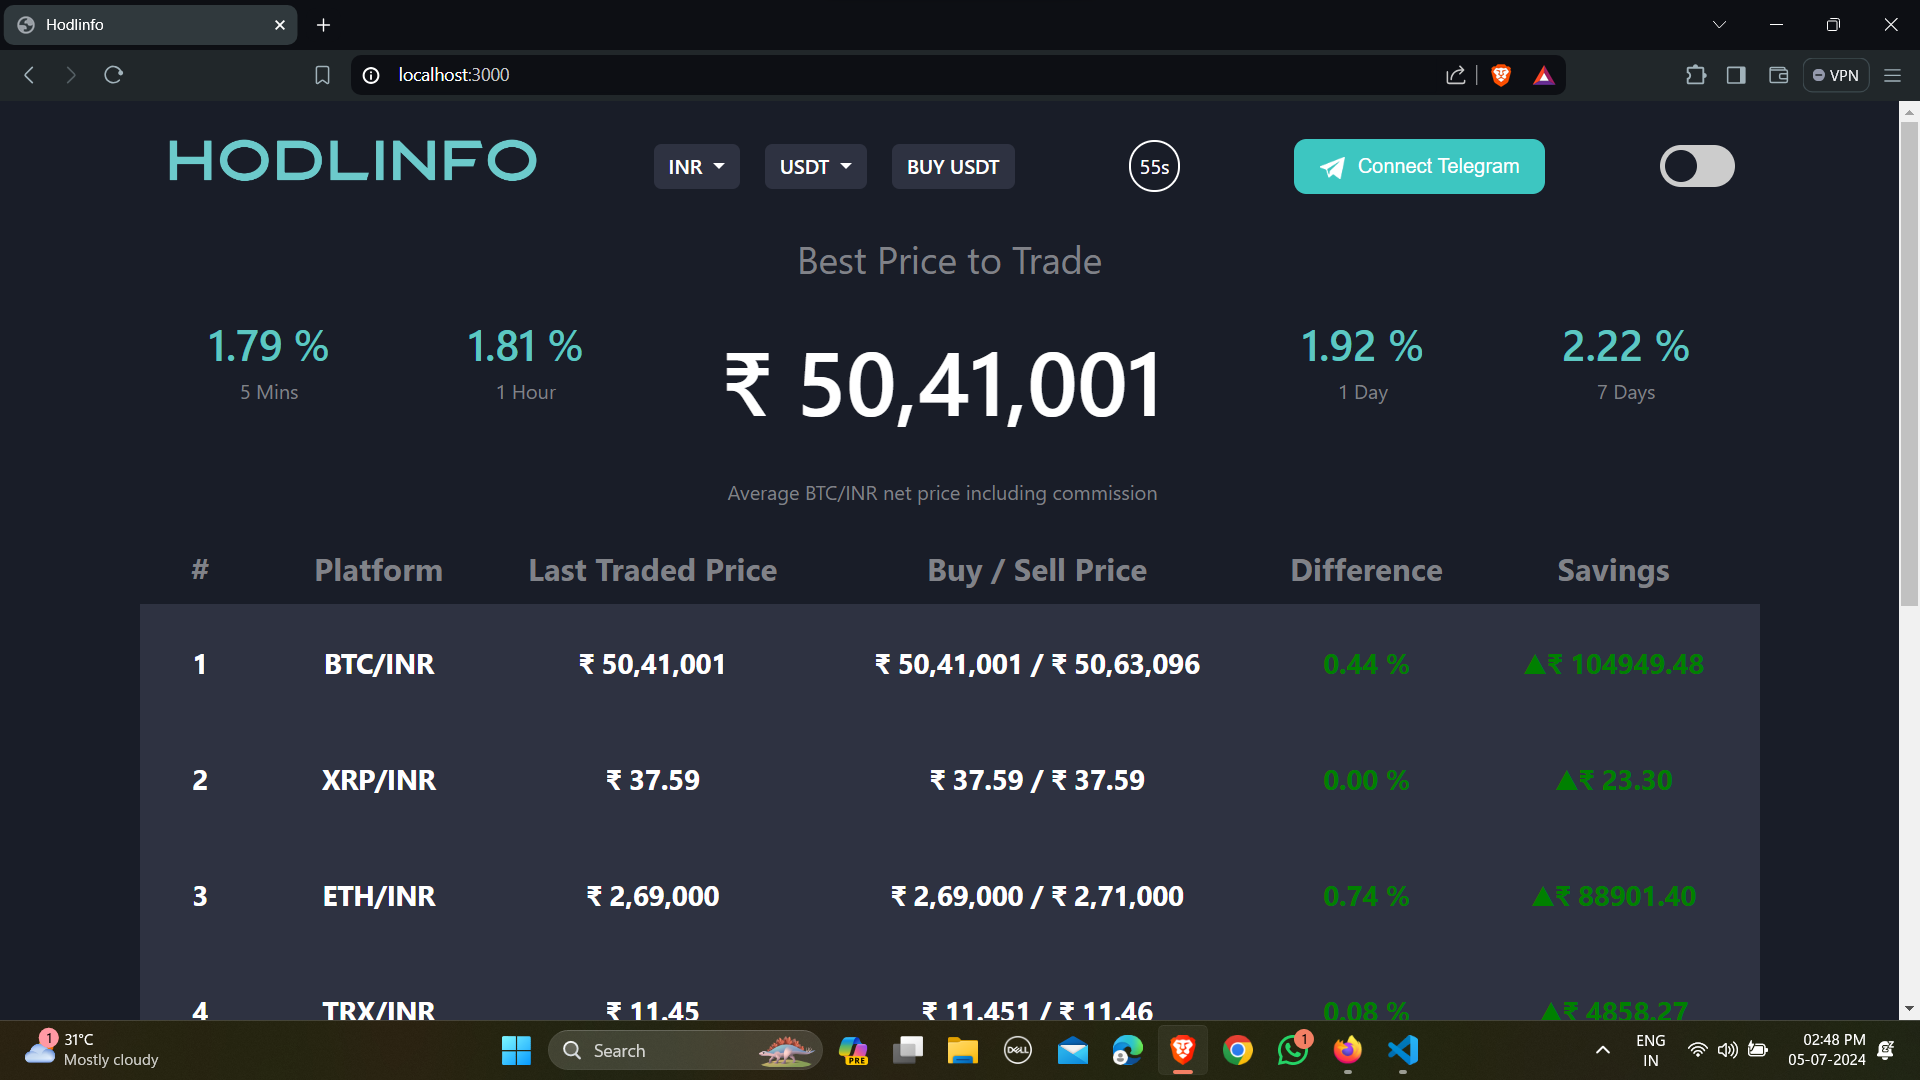 Hodlinfo
localhost:3000
VPN
HODLINFO
INR
USDT
BUY USDT
55s
Connect Telegram
Best Price to Trade
1.79 %
5 Mins
1.81 %
1 Hour
₹ 50,41,001
1.92 %
1 Day
2.22 %
7 Days
Average BTC/INR net price including commission
# Platform Last Traded Price Buy / Sell Price Difference Savings
1 BTC/INR ₹ 50,41,001 ₹ 50,41,001 / ₹ 50,63,096 0.44 % ▲₹ 104949.48
2 XRP/INR ₹ 37.59 ₹ 37.59 / ₹ 37.59 0.00 % ▲₹ 23.30
3 ETH/INR ₹ 2,69,000 ₹ 2,69,000 / ₹ 2,71,000 0.74 % ▲₹ 88901.40
4 TRX/INR ₹ 11.45 ₹ 11.451 / ₹ 11.46 0.08 % ▲₹ 4858.27
1
31°C
Mostly cloudy
Search
PRE
DELL
1
ENG
IN
02:48 PM
05-07-2024